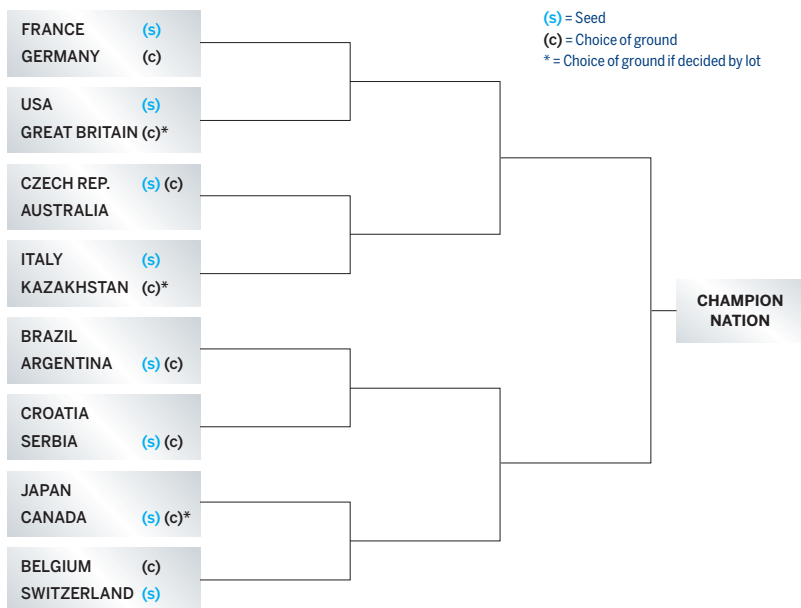 FRANCE (s)
GERMANY (c)
USA (s)
GREAT BRITAIN (c)*
CZECH REP. (s) (c)
AUSTRALIA
ITALY (s)
KAZAKHSTAN (c)*
BRAZIL
ARGENTINA (s) (c)
CROATIA
SERBIA (s) (c)
JAPAN
CANADA (s) (c)*
BELGIUM (c)
SWITZERLAND (s)
(s) = Seed
(c) = Choice of ground
* = Choice of ground if decided by lot
CHAMPION
NATION